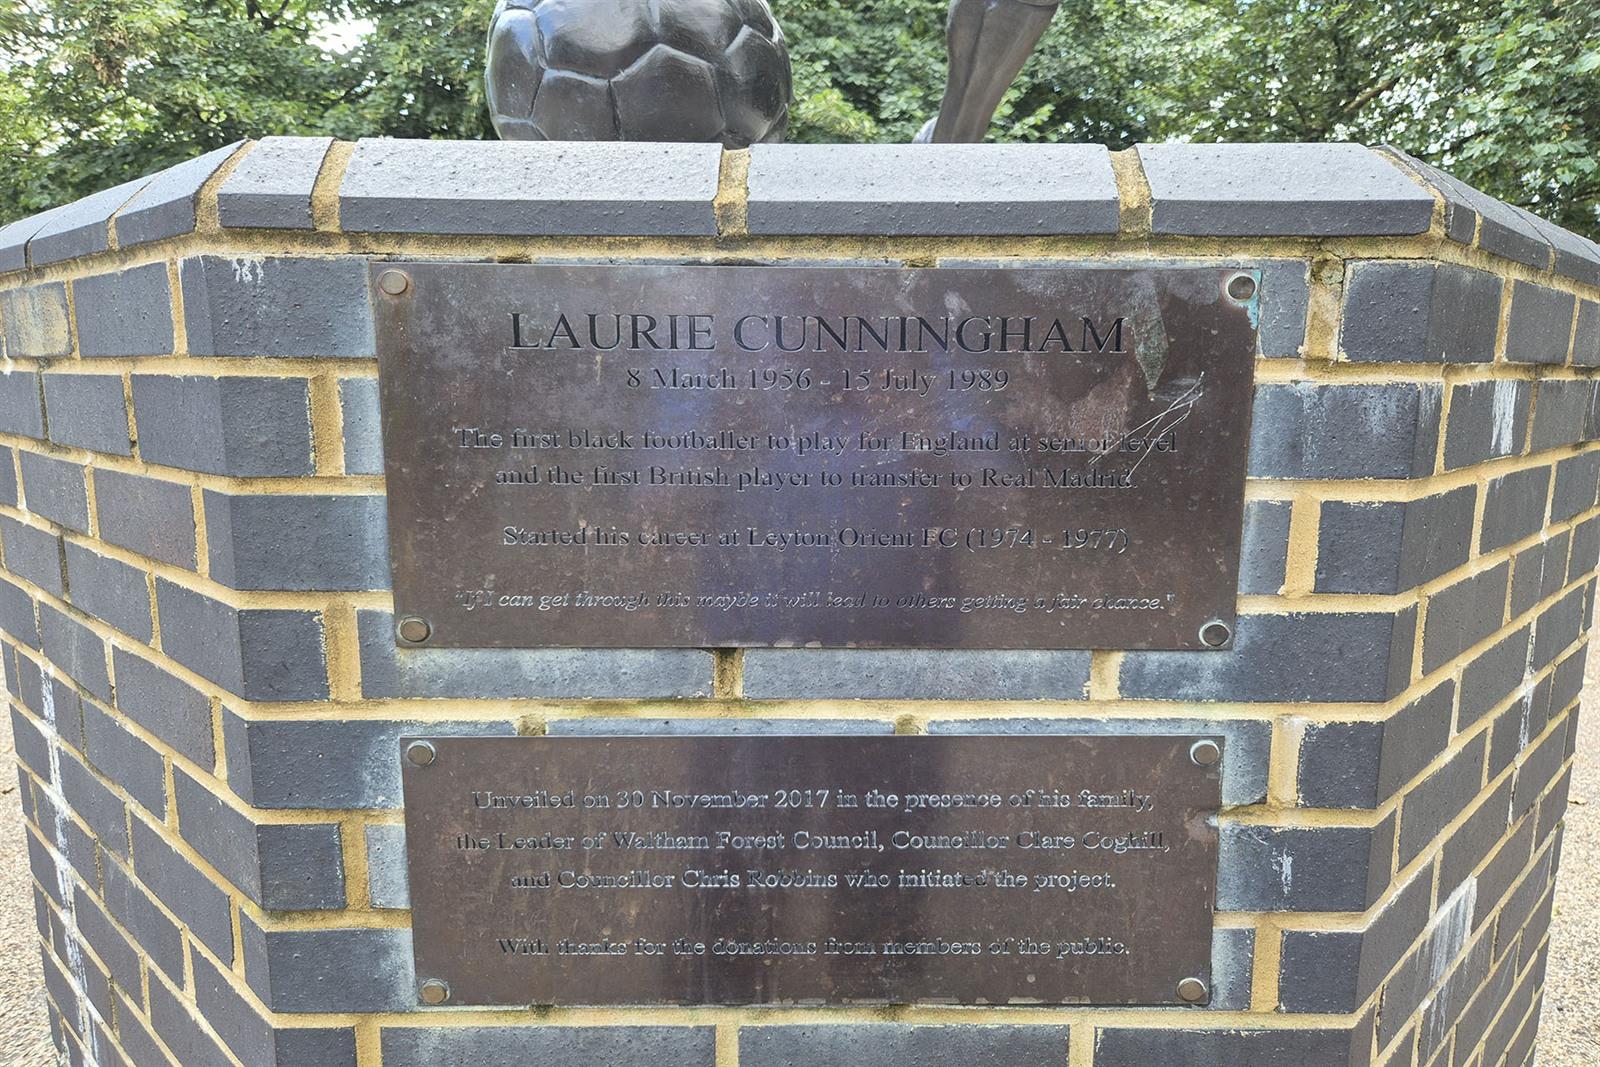 LAURIE CUNNINGHAM
8 March 1956 - 15 July 1989
The first black footballer to play for England at senior level
and the first British player to transfer to Real Madrid.
Started his career at Leyton Orient FC (1974 - 1977)
"If I can get through this maybe it will lead to others getting a fair chance."
Unveiled on 30 November 2017 in the presence of his family,
the Leader of Waltham Forest Council, Councillor Clare Coghill,
and Councillor Chris Robbins who initiated the project.
With thanks for the donations from members of the public.